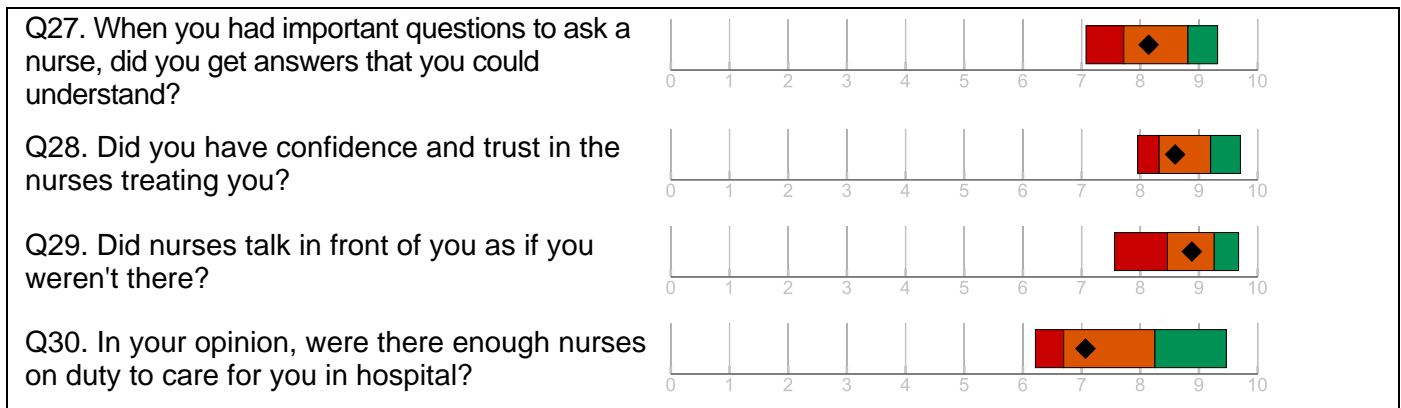 Q27. When you had important questions to ask a
nurse, did you get answers that you could
understand?
0 1 2 3 4 5 6 7 8 9 10
Q28. Did you have confidence and trust in the
nurses treating you?
0 1 2 3 4 5 6 7 8 9 10
Q29. Did nurses talk in front of you as if you
weren't there?
0 1 2 3 4 5 6 7 8 9 10
Q30. In your opinion, were there enough nurses
on duty to care for you in hospital?
0 1 2 3 4 5 6 7 8 9 10